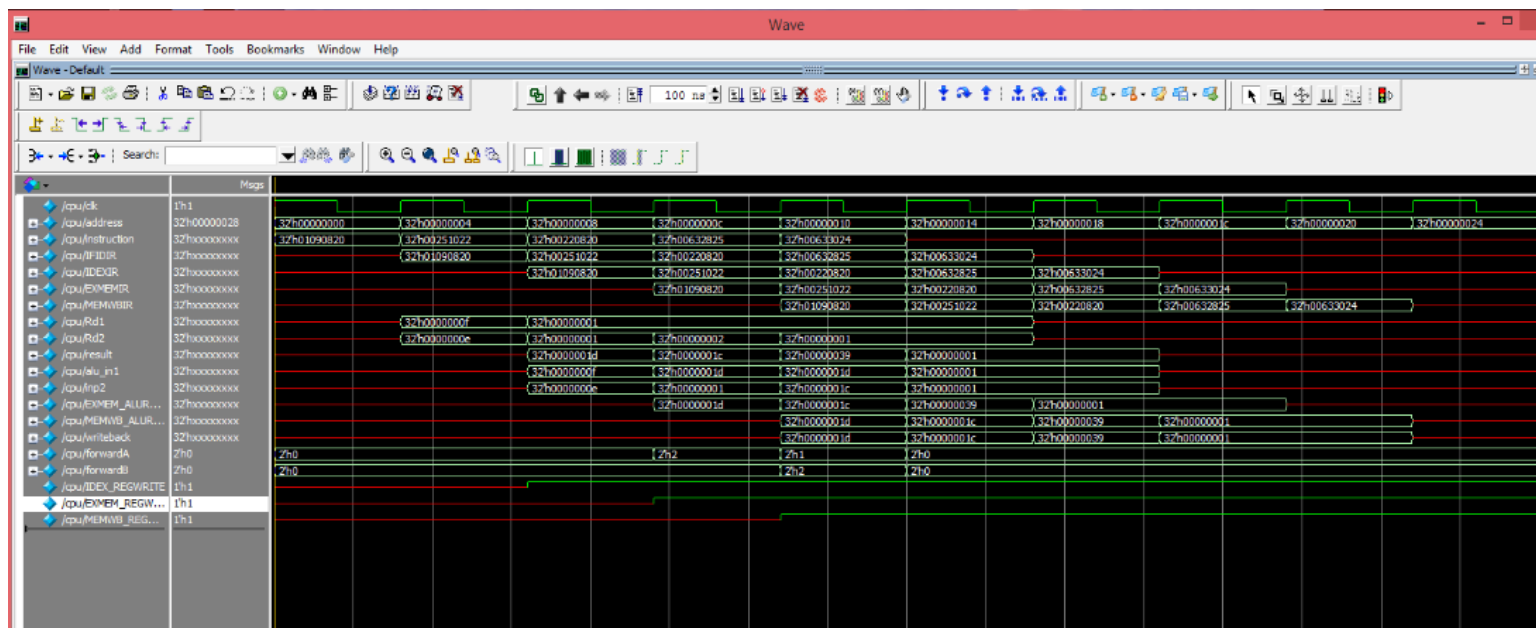 Wave
File Edit View Add Format Tools Bookmarks Window Help
Wave - Default
100 ns
Search:
Msgs
/cpu/clk 1'h1
/cpu/address 32'h00000028 32'h00000000 32'h00000004 32'h00000008 32'h0000000c 32'h00000010 32'h00000014 32'h00000018 32'h0000001c 32'h00000020 32'h00000024
/cpu/instruction 32'hxxxxxxxx 32'h01090820 32'h00251022 32'h00220820 32'h00632825 32'h00633024
/cpu/IFIDIR 32'hxxxxxxxx 32'h01090820 32'h00251022 32'h00220820 32'h00632825 32'h00633024
/cpu/IDEXIR 32'hxxxxxxxx 32'h01090820 32'h00251022 32'h00220820 32'h00632825 32'h00633024
/cpu/EXMEMIR 32'hxxxxxxxx 32'h01090820 32'h00251022 32'h00220820 32'h00632825 32'h00633024
/cpu/MEMWBIR 32'hxxxxxxxx 32'h01090820 32'h00251022 32'h00220820 32'h00632825 32'h00633024
/cpu/Rd1 32'hxxxxxxxx 32'h0000000f 32'h00000001
/cpu/Rd2 32'hxxxxxxxx 32'h0000000e 32'h00000001 32'h00000002 32'h00000001
/cpu/result 32'hxxxxxxxx 32'h0000001d 32'h0000001c 32'h00000039 32'h00000001
/cpu/alu_in1 32'hxxxxxxxx 32'h0000000f 32'h0000001d 32'h0000001d 32'h00000001
/cpu/inp2 32'hxxxxxxxx 32'h0000000e 32'h00000001 32'h0000001c 32'h00000001
/cpu/EXMEM_ALUR... 32'hxxxxxxxx 32'h0000001d 32'h0000001c 32'h00000039 32'h00000001
/cpu/MEMWB_ALUR... 32'hxxxxxxxx 32'h0000001d 32'h0000001c 32'h00000039 32'h00000001
/cpu/writeback 32'hxxxxxxxx 32'h0000001d 32'h0000001c 32'h00000039 32'h00000001
/cpu/forwardA 2'h0 2'h0 2'h2 2'h1 2'h0
/cpu/forwardB 2'h0 2'h0 2'h2 2'h0
/cpu/IDEX_REGWRITE 1'h1
/cpu/EXMEM_REGW... 1'h1
/cpu/MEMWB_REG... 1'h1